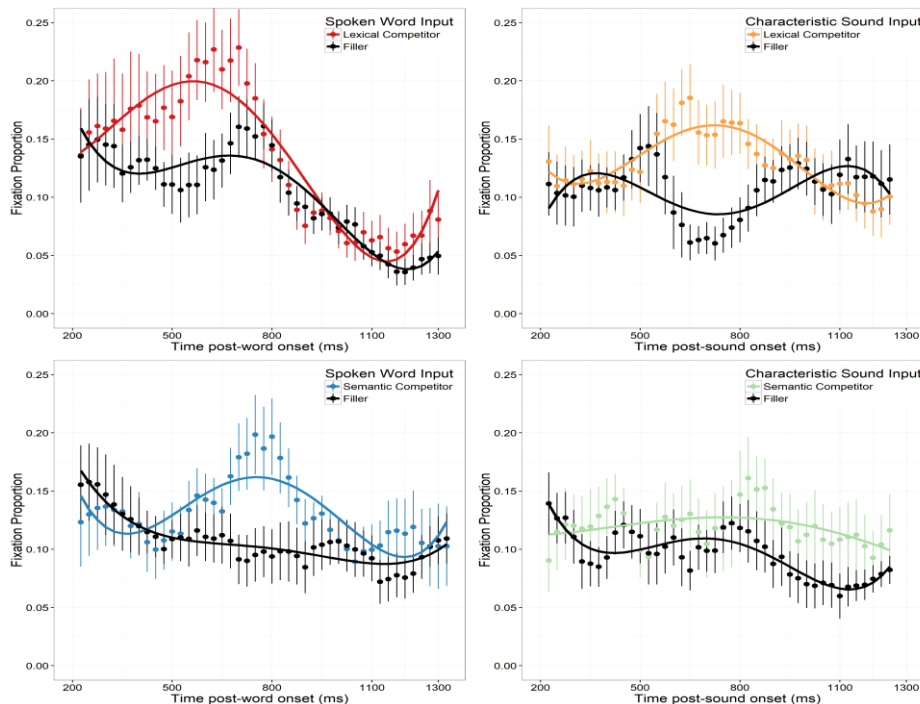 Spoken Word Input
Lexical Competitor
Filler
Fixation Proportion
0.25
0.20
0.15
0.10
0.05
0.00
200 500 800 1100 1300
Time post-word onset (ms)
Characteristic Sound Input
Lexical Competitor
Filler
Fixation Proportion
0.25
0.20
0.15
0.10
0.05
0.00
200 500 800 1100 1300
Time post-sound onset (ms)
Spoken Word Input
Semantic Competitor
Filler
Fixation Proportion
0.25
0.20
0.15
0.10
0.05
0.00
200 500 800 1100 1300
Time post-word onset (ms)
Characteristic Sound Input
Semantic Competitor
Filler
Fixation Proportion
0.25
0.20
0.15
0.10
0.05
0.00
200 500 800 1100 1300
Time post-sound onset (ms)